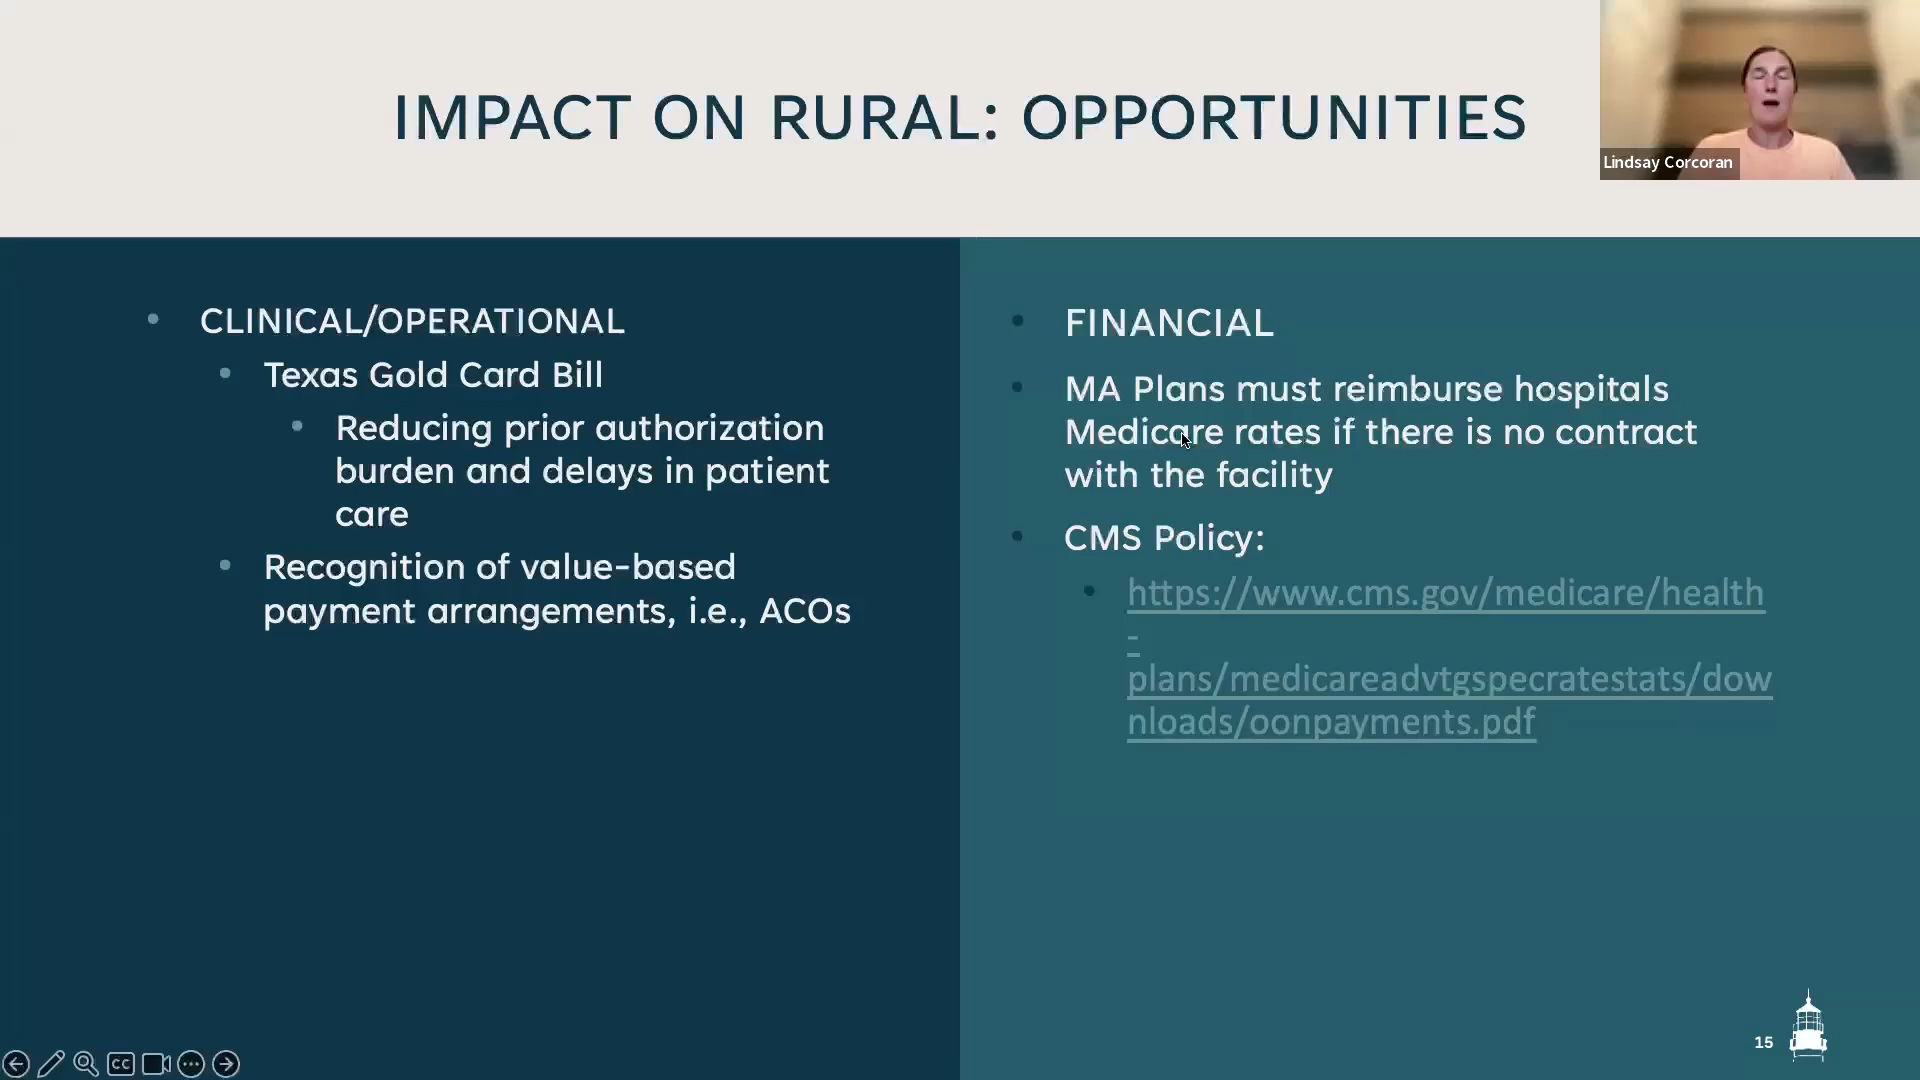 IMPACT ON RURAL: OPPORTUNITIES
Lindsay Corcoran
CLINICAL/OPERATIONAL
Texas Gold Card Bill
Reducing prior authorization
burden and delays in patient
care
Recognition of value-based
payment arrangements, i.e., ACOs
FINANCIAL
MA Plans must reimburse hospitals
Medicare rates if there is no contract
with the facility
CMS Policy:
https://www.cms.gov/medicare/health
-
plans/medicareadvtgspecratestats/dow
nloads/oonpayments.pdf
15
CC